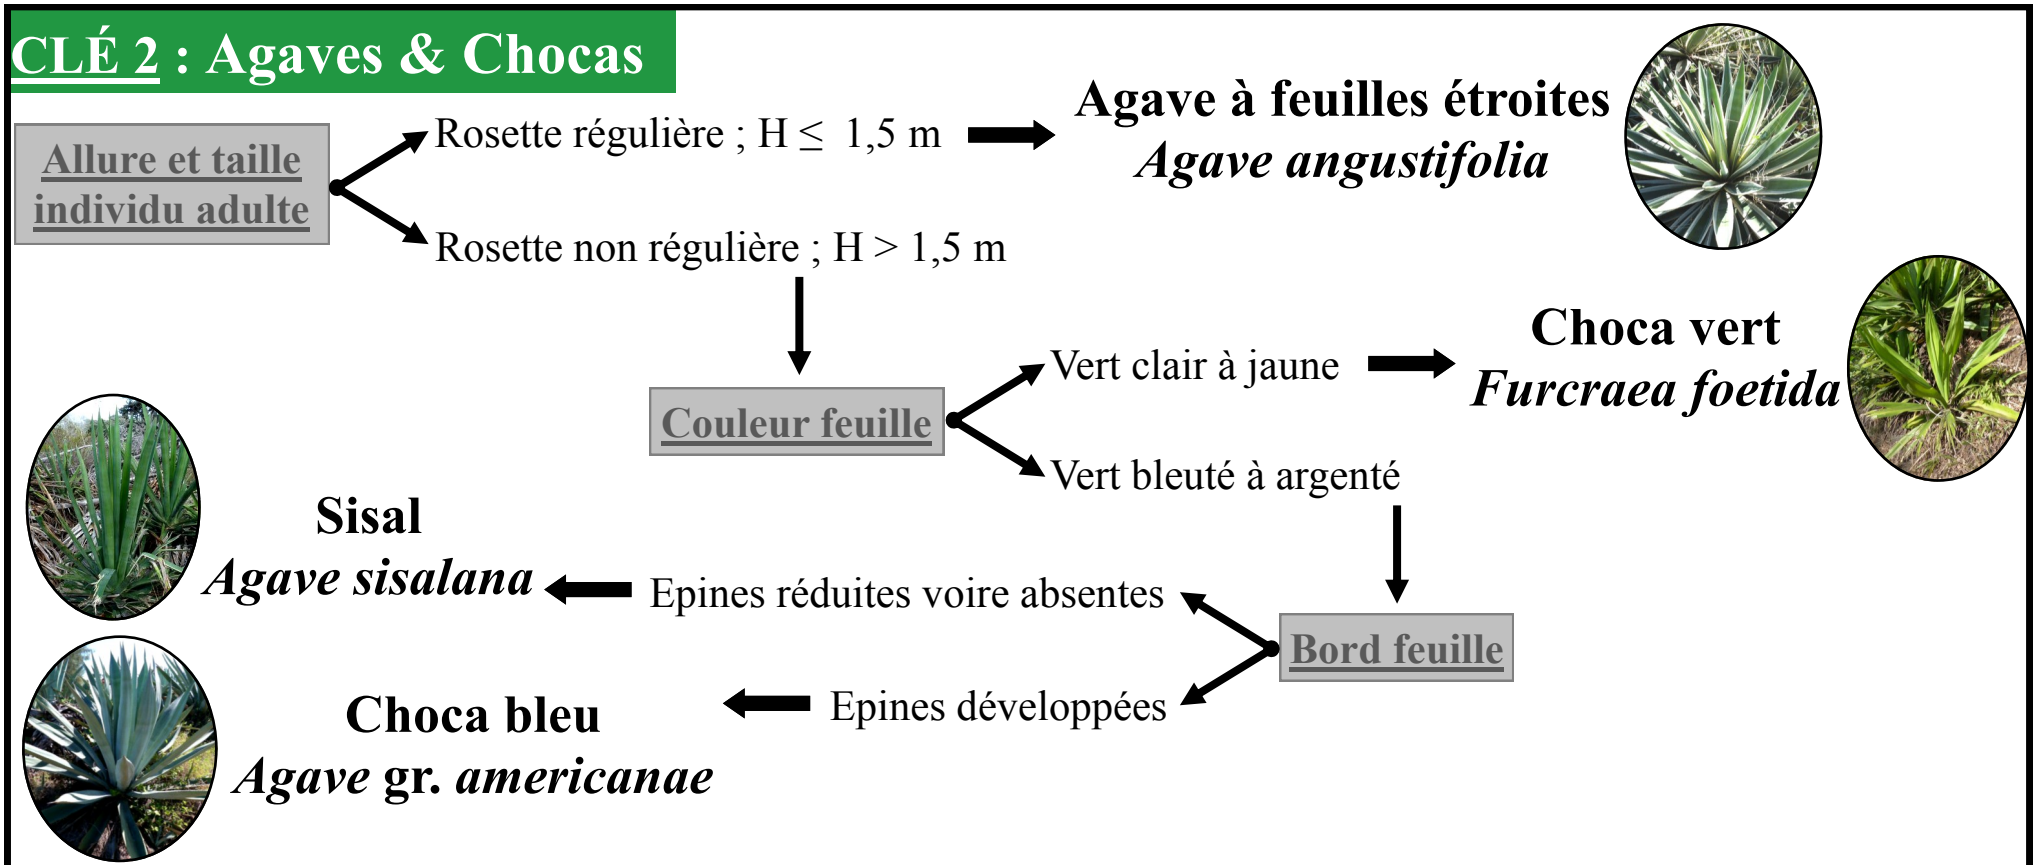 CLÉ 2 : Agaves & Chocas
Allure et taille
individu adulte
Rosette régulière ; H ≤ 1,5 m
Agave à feuilles étroites
Agave angustifolia
Rosette non régulière ; H > 1,5 m
Couleur feuille
Vert clair à jaune
Choca vert
Furcraea foetida
Vert bleuté à argenté
Bord feuille
Epines réduites voire absentes
Sisal
Agave sisalana
Epines développées
Choca bleu
Agave gr. americanae